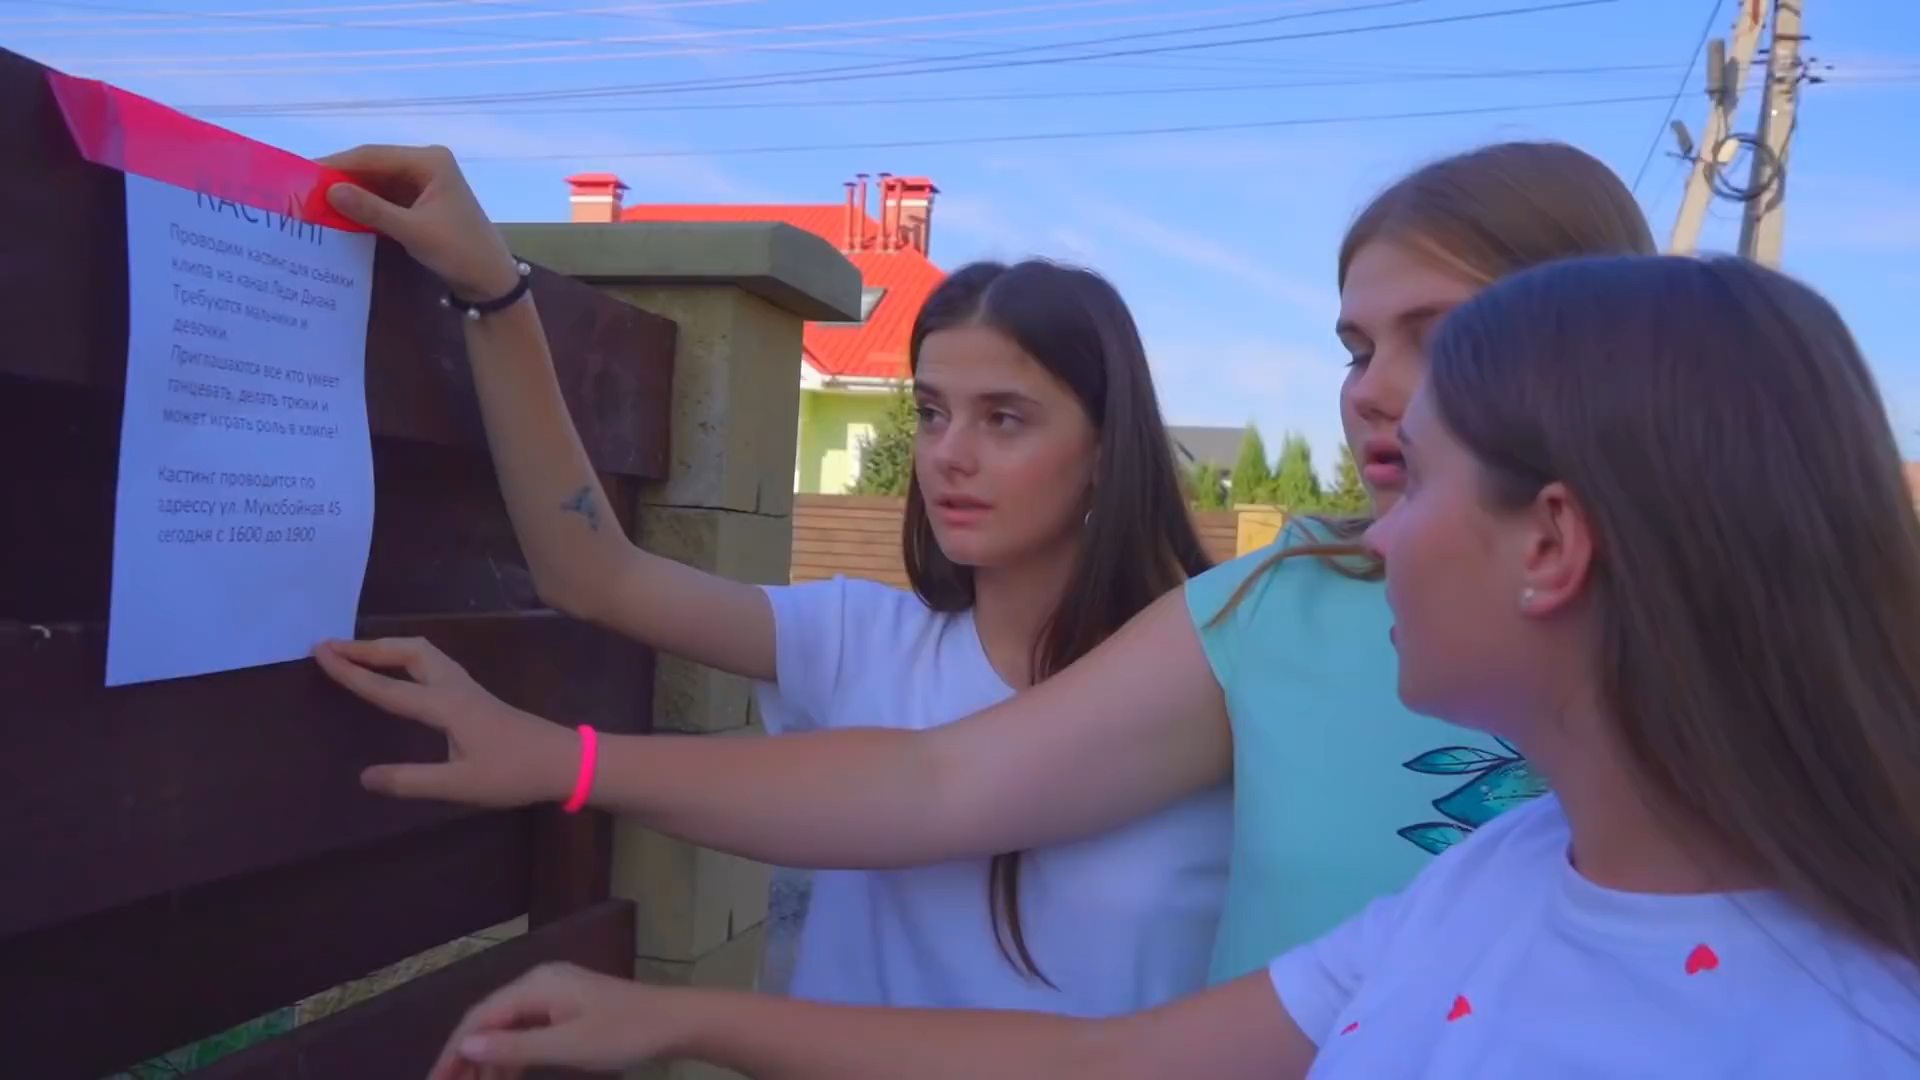 КАСТИНГ
Проводим кастинг для съёмки
клипа на канал Леди Диана
Требуются мальчики и
девочки.
Приглашаются все кто умеет
танцевать, делать трюки и
может играть роль в клипе!
Кастинг проводится по
адрессу ул. Мухобойная 45
сегодня с 1600 до 1900